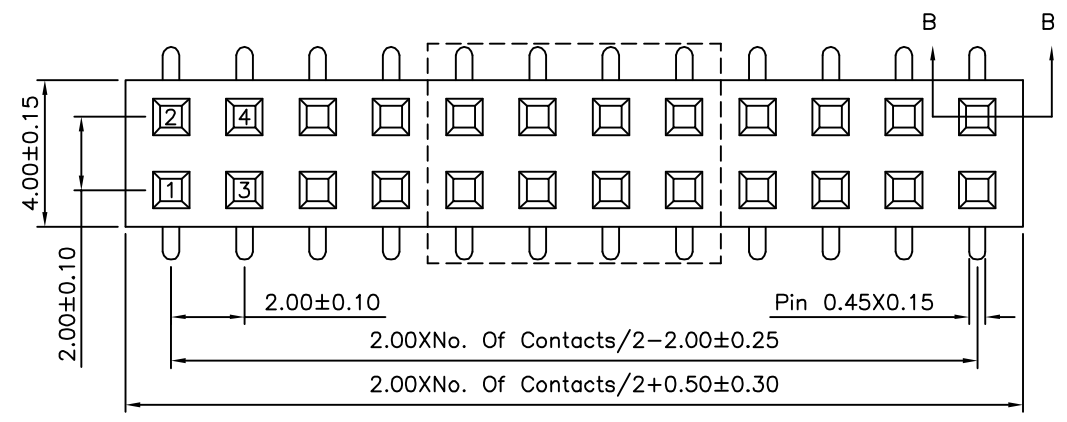 B B
4.00±0.15
2 4
1 3
2.00±0.10
2.00±0.10
Pin 0.45X0.15
2.00XNo. Of Contacts/2−2.00±0.25
2.00XNo. Of Contacts/2+0.50±0.30